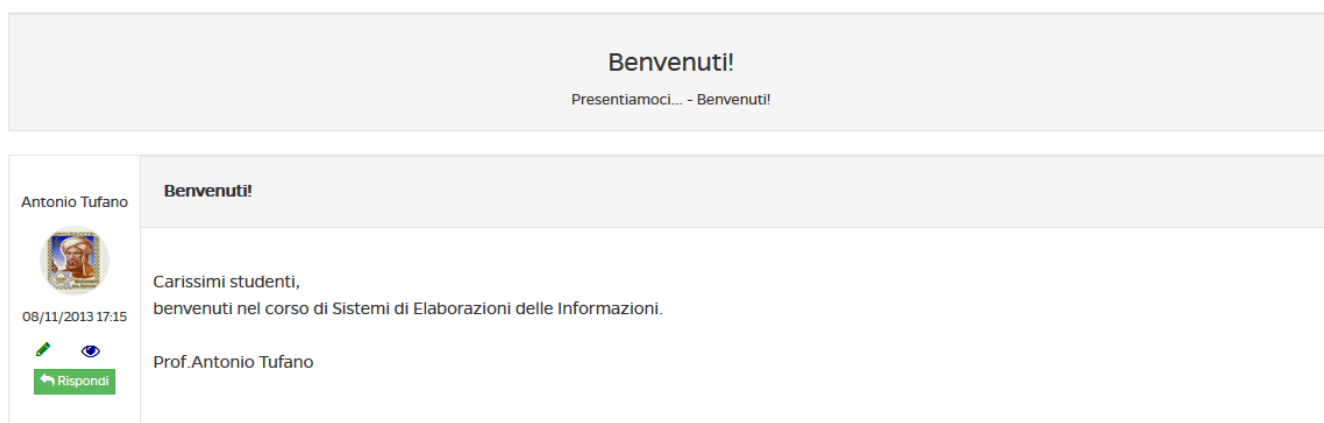 Benvenuti!
Presentiamoci... - Benvenuti!
Antonio Tufano
Benvenuti!
08/11/2013 17:15
Rispondi
Carissimi studenti,
benvenuti nel corso di Sistemi di Elaborazioni delle Informazioni.
Prof.Antonio Tufano